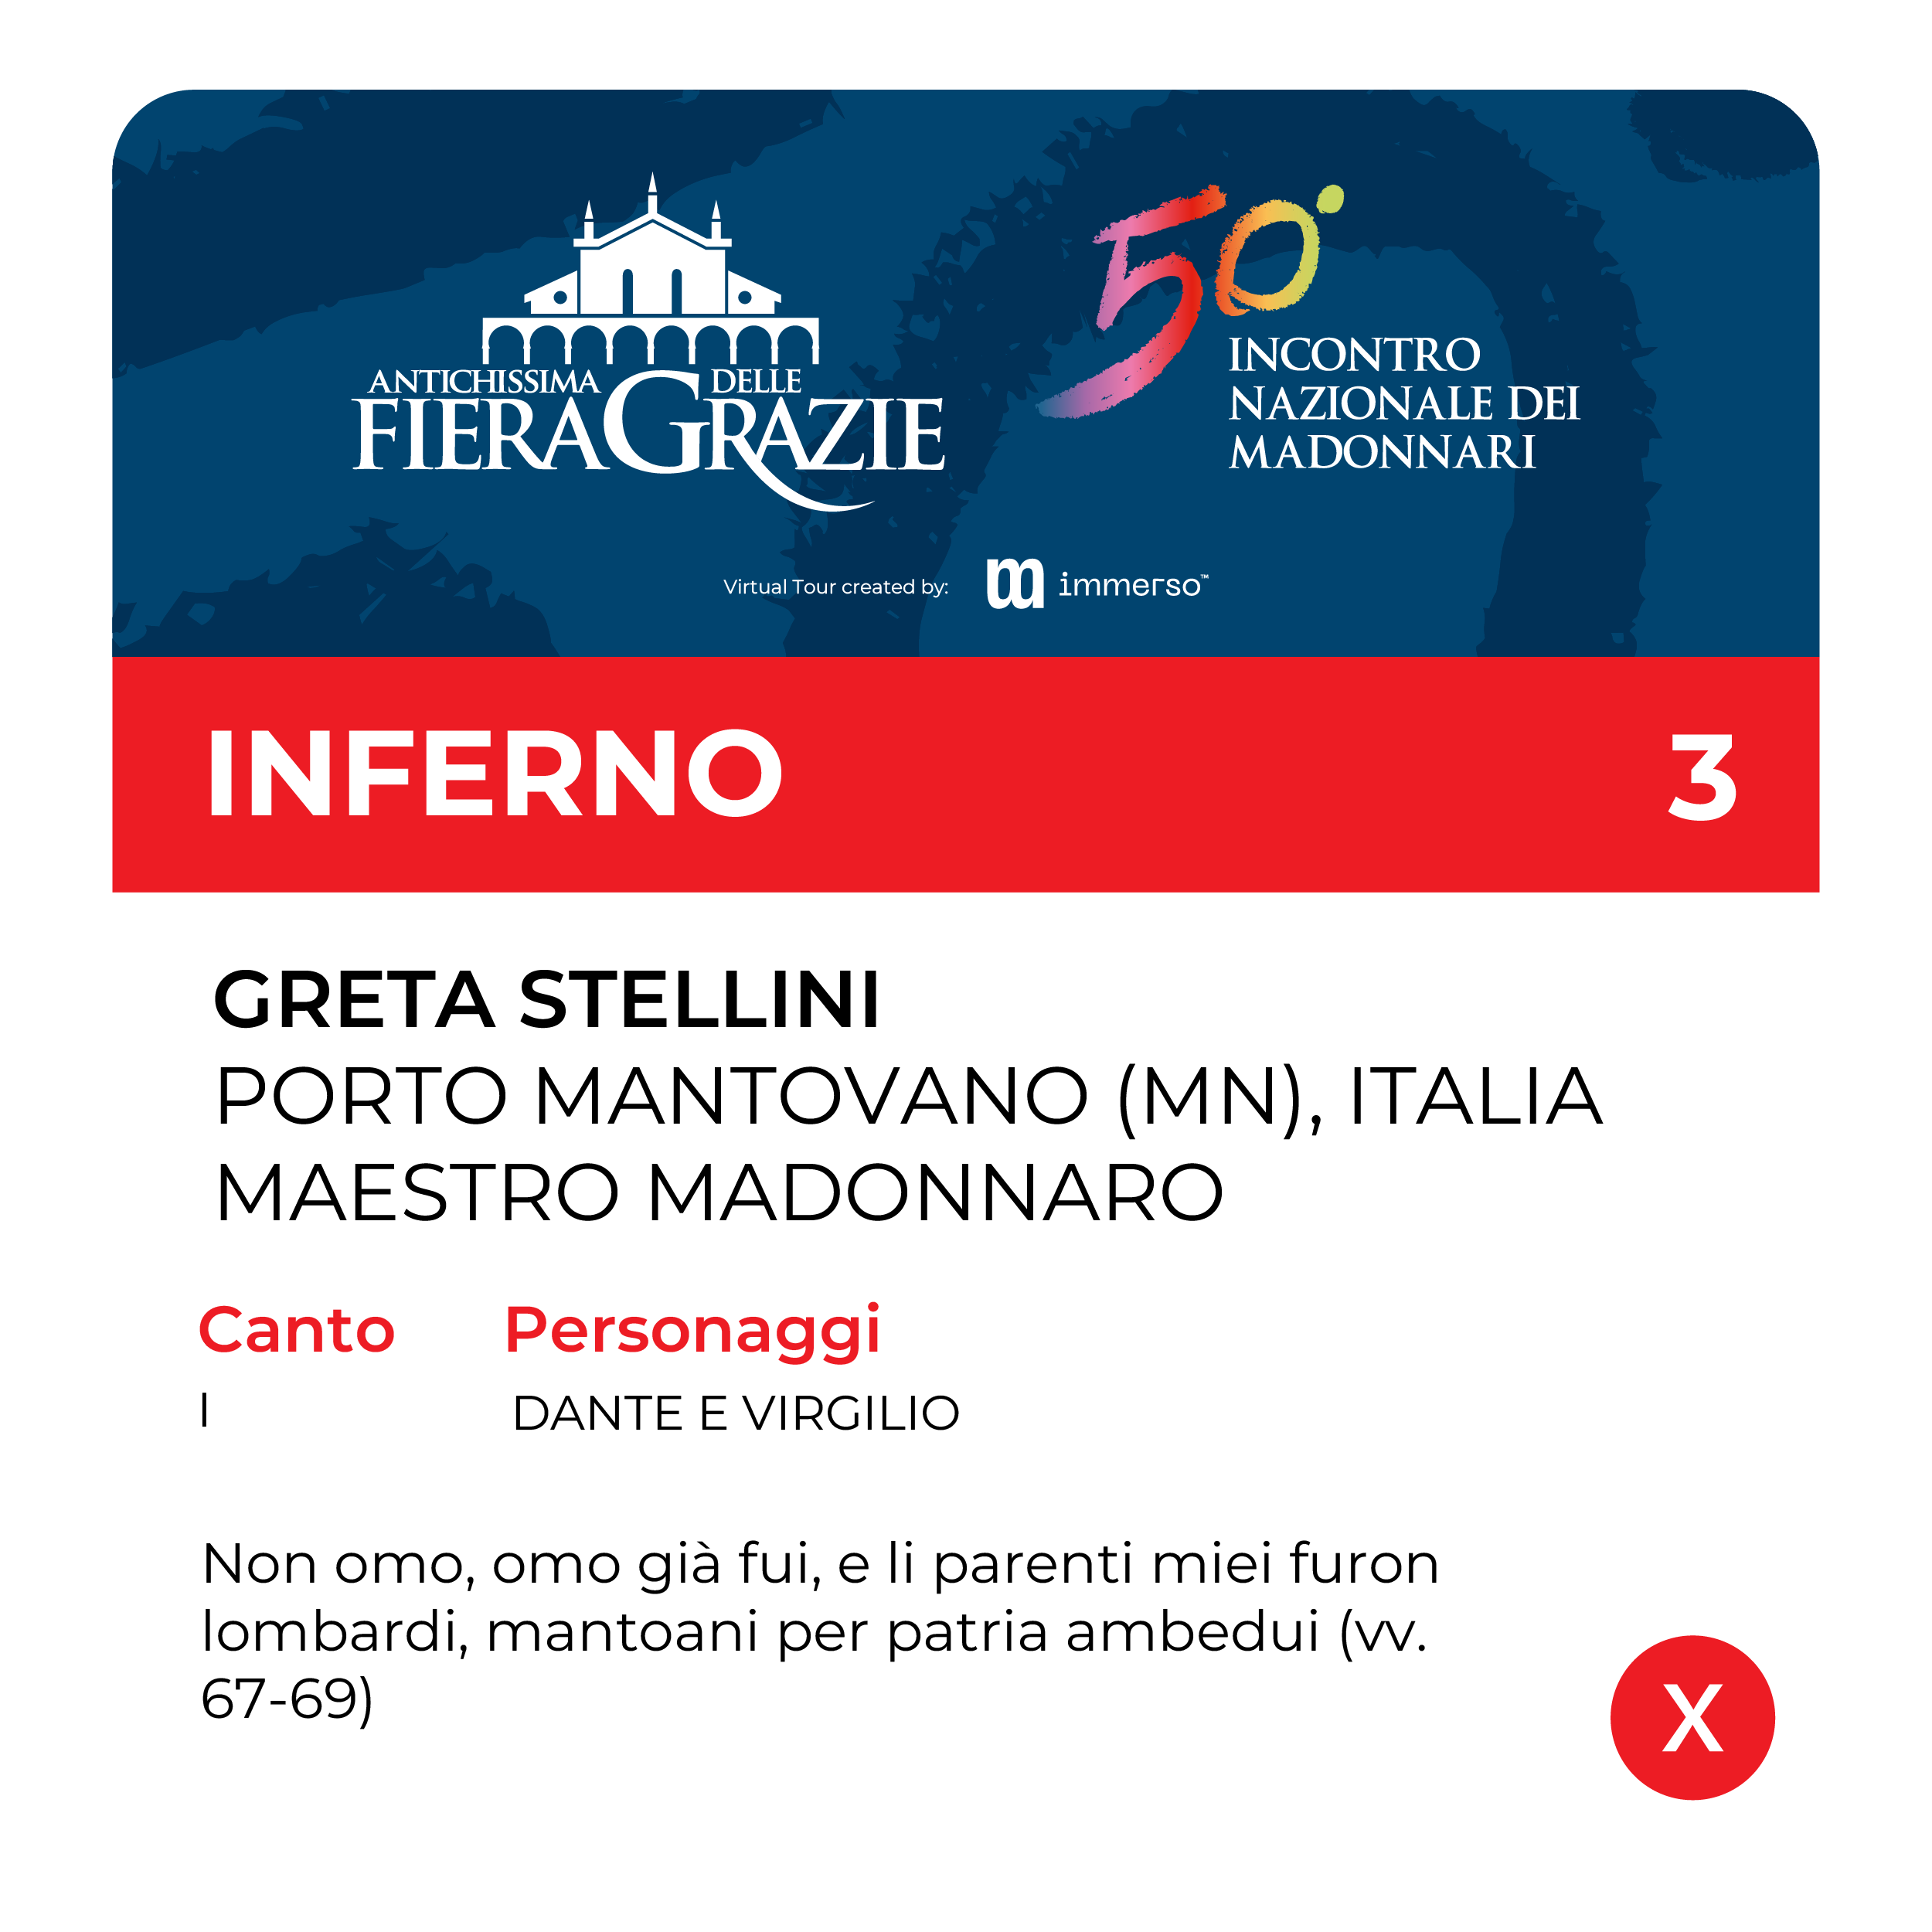 ANTICHISSIMA DELLE
FIERA GRAZIE
50°
INCONTRO
NAZIONALE DEI
MADONNARI
Virtual Tour created by: immerso™
INFERNO 3
GRETA STELLINI
PORTO MANTOVANO (MN), ITALIA
MAESTRO MADONNARO
Canto Personaggi
I DANTE E VIRGILIO
Non omo, omo già fui, e li parenti miei furon
lombardi, mantoani per patria ambedui (vv.
67-69)
X